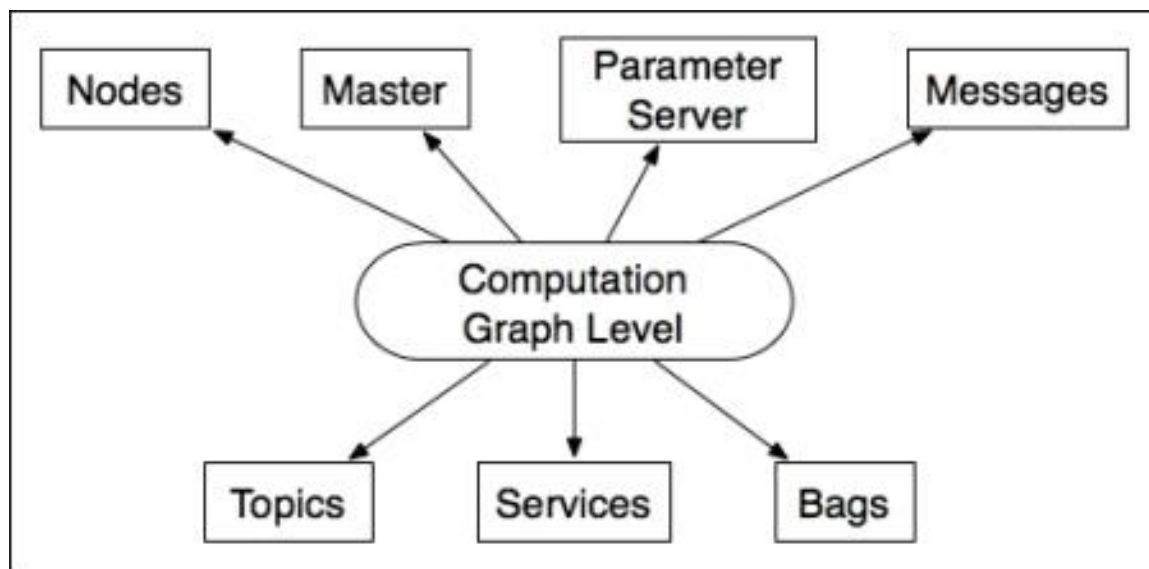 Nodes
Master
Parameter
Server
Messages
Computation
Graph Level
Topics
Services
Bags